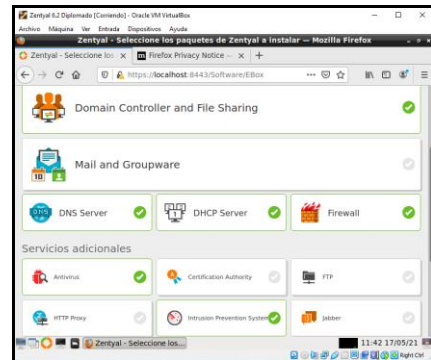 Zentyal 6.2 Diplomado [Corriendo] - Oracle VM VirtualBox
Archivo Máquina Ver Entrada Dispositivos Ayuda
Zentyal - Seleccione los paquetes de Zentyal a instalar — Mozilla Firefox
Zentyal - Seleccione los
Firefox Privacy Notice —
https://localhost:8443/Software/EBox
Domain Controller and File Sharing
Mail and Groupware
DNS Server
DHCP Server
Firewall
Servicios adicionales
Antivirus
Certification Authority
FTP
HTTP Proxy
Intrusion Prevention System
Jabber
Zentyal - Seleccione los...
11:42 17/05/21
Right Ctrl